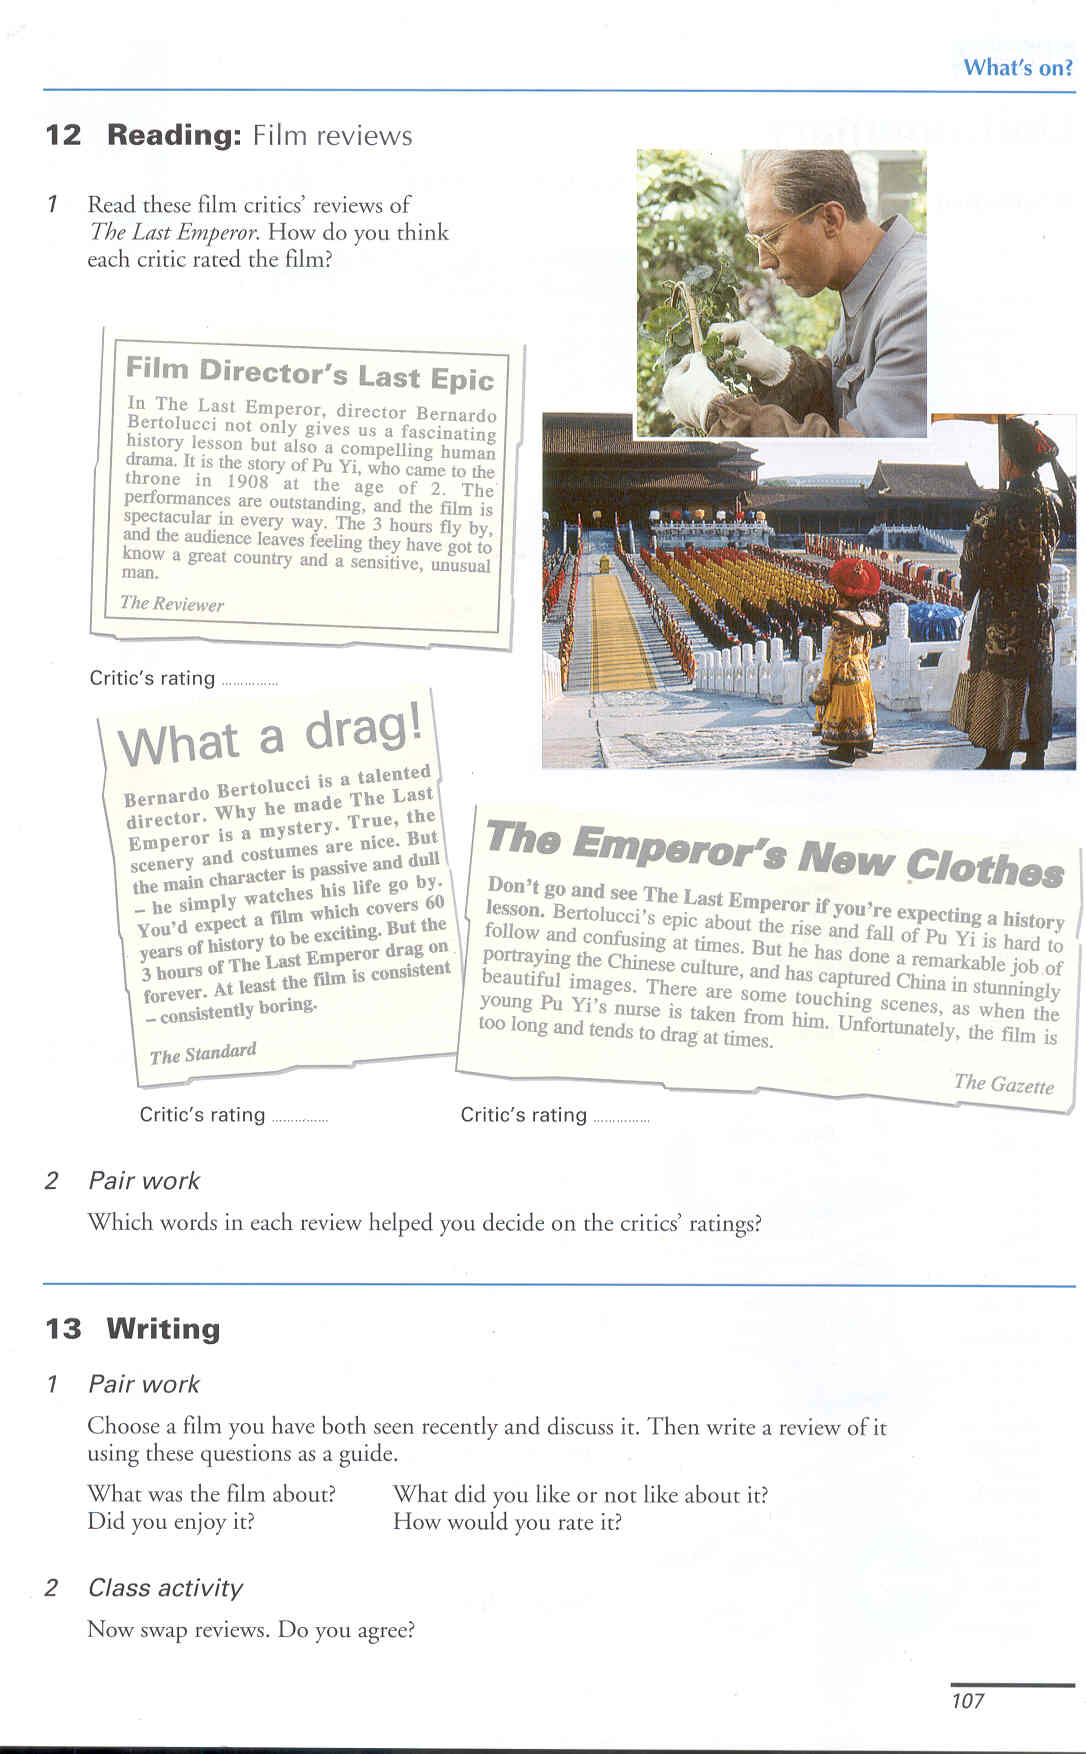 What's on?
12 Reading: Film reviews
1 Read these film critics' reviews of
The Last Emperor. How do you think
each critic rated the film?
Film Director's Last Epic
In The Last Emperor, director Bernardo
Bertolucci not only gives us a fascinating
history lesson but also a compelling human
drama. It is the story of Pu Yi, who came to the
throne in 1908 at the age of 2. The
performances are outstanding, and the film is
spectacular in every way. The 3 hours fly by,
and the audience leaves feeling they have got to
know a great country and a sensitive, unusual
man.
The Reviewer
Critic's rating ...............
What a drag!
Bernardo Bertolucci is a talented
director. Why he made The Last
Emperor is a mystery. True, the
scenery and costumes are nice. But
the main character is passive and dull
– he simply watches his life go by.
You'd expect a film which covers 60
years of history to be exciting. But the
3 hours of The Last Emperor drag on
forever. At least the film is consistent
– consistently boring.
The Standard
Critic's rating ...............
The Emperor's New Clothes
Don't go and see The Last Emperor if you're expecting a history
lesson. Bertolucci's epic about the rise and fall of Pu Yi is hard to
follow and confusing at times. But he has done a remarkable job of
portraying the Chinese culture, and has captured China in stunningly
beautiful images. There are some touching scenes, as when the
young Pu Yi's nurse is taken from him. Unfortunately, the film is
too long and tends to drag at times.
The Gazette
Critic's rating ...............
2 Pair work
Which words in each review helped you decide on the critics' ratings?
13 Writing
1 Pair work
Choose a film you have both seen recently and discuss it. Then write a review of it
using these questions as a guide.
What was the film about? What did you like or not like about it?
Did you enjoy it? How would you rate it?
2 Class activity
Now swap reviews. Do you agree?
107